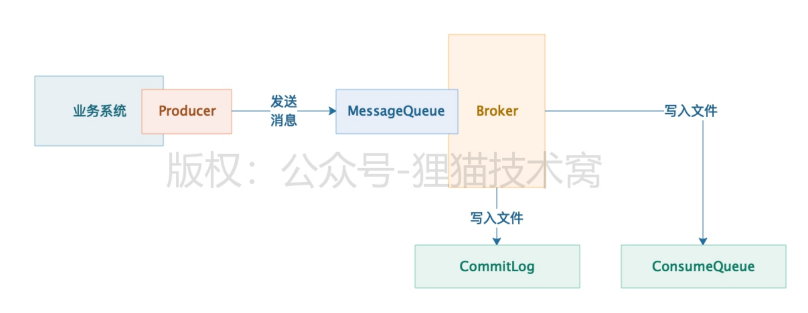 业务系统
Producer
发送
消息
MessageQueue
Broker
写入文件
版权：公众号-狸猫技术窝
写入文件
CommitLog
ConsumeQueue